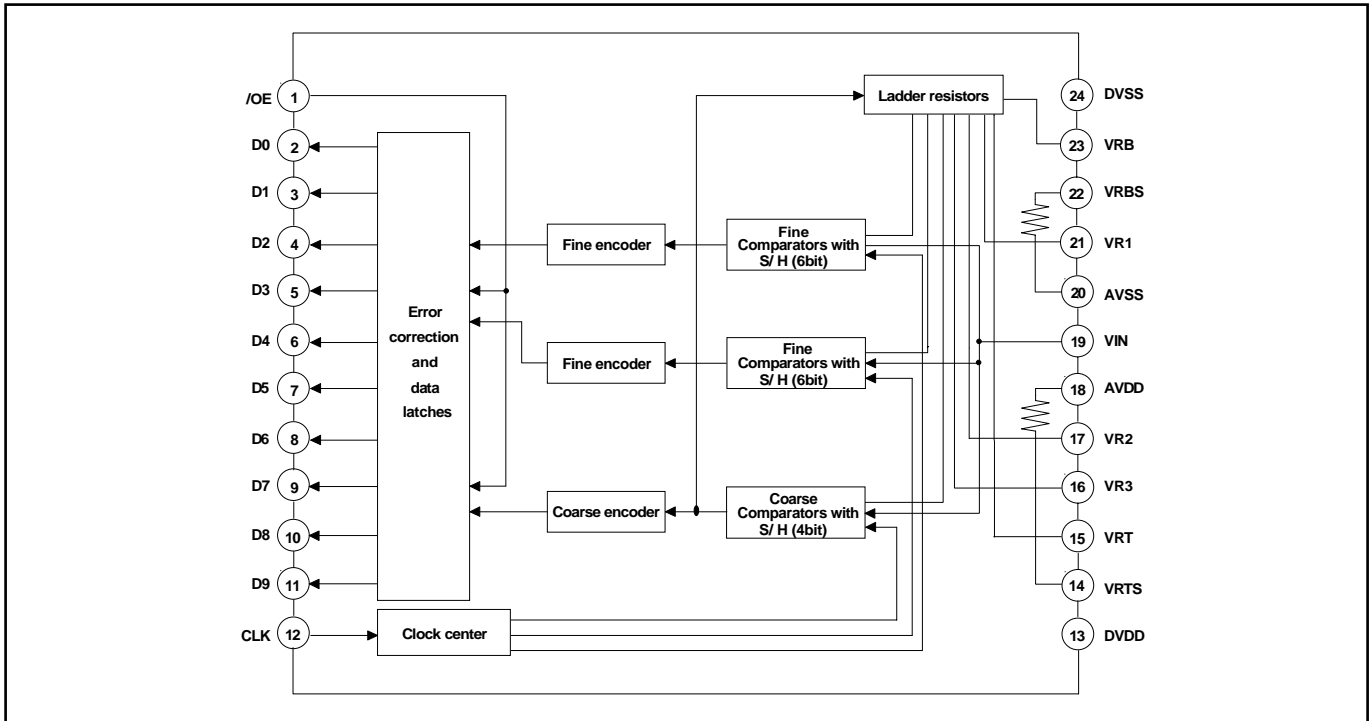 /OE
1
D0
2
D1
3
D2
4
D3
5
D4
6
D5
7
D6
8
D7
9
D8
10
D9
11
CLK
12
Error
correction
and
data
latches
Clock center
Fine encoder
Fine encoder
Coarse encoder
Fine
Comparators with
S/ H (6bit)
Fine
Comparators with
S/ H (6bit)
Coarse
Comparators with
S/ H (4bit)
Ladder resistors
24
DVSS
23
VRB
22
VRBS
21
VR1
20
AVSS
19
VIN
18
AVDD
17
VR2
16
VR3
15
VRT
14
VRTS
13
DVDD